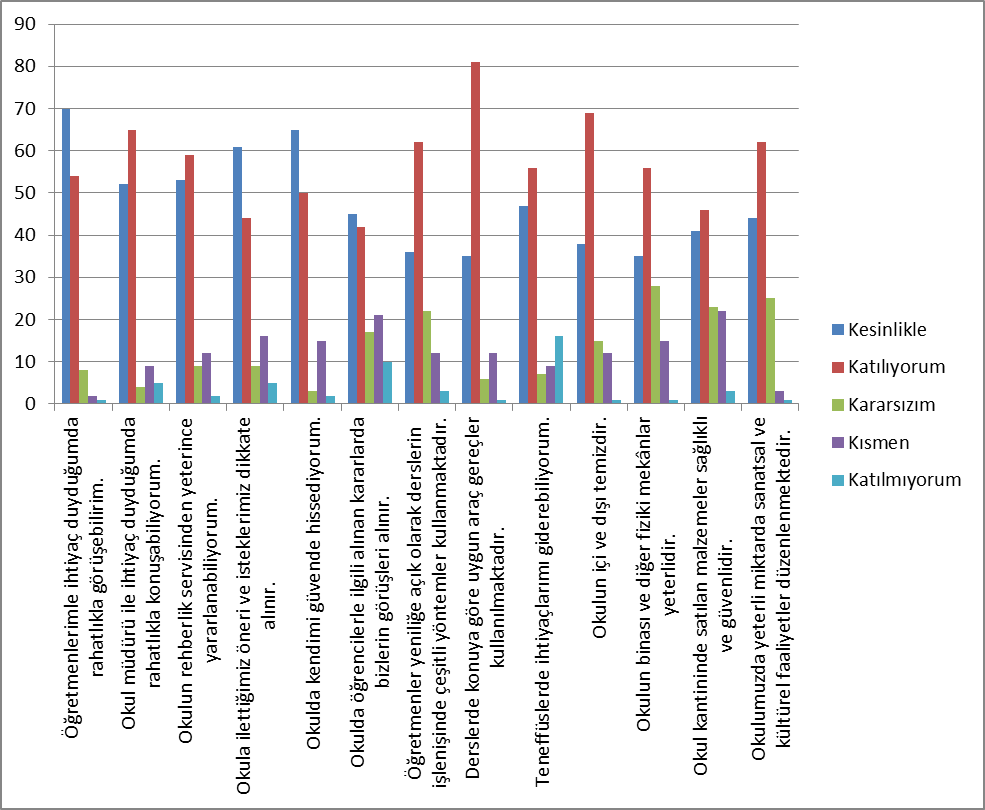 90
80
70
60
50
40
30
20
10
0
Öğretmenlerimle ihtiyaç duyduğumda
rahatlıkla görüşebilirim.
Okul müdürü ile ihtiyaç duyduğumda
rahatlıkla konuşabiliyorum.
Okulun rehberlik servisinden yeterince
yararlanabiliyorum.
Okula ilettiğimiz öneri ve isteklerimiz dikkate
alınır.
Okulda kendimi güvende hissediyorum.
Okulda öğrencilerle ilgili alınan kararlarda
bizlerin görüşleri alınır.
Öğretmenler yeniliğe açık olarak derslerin
işlenişinde çeşitli yöntemler kullanmaktadır.
Derslerde konuya göre uygun araç gereçler
kullanılmaktadır.
Teneffüslerde ihtiyaçlarımı giderebiliyorum.
Okulun içi ve dışı temizdir.
Okulun binası ve diğer fiziki mekânlar
yeterlidir.
Okul kantininde satılan malzemeler sağlıklı
ve güvenlidir.
Okulumuzda yeterli miktarda sanatsal ve
kültürel faaliyetler düzenlenmektedir.
Kesinlikle
Katılıyorum
Kararsızım
Kısmen
Katılmıyorum